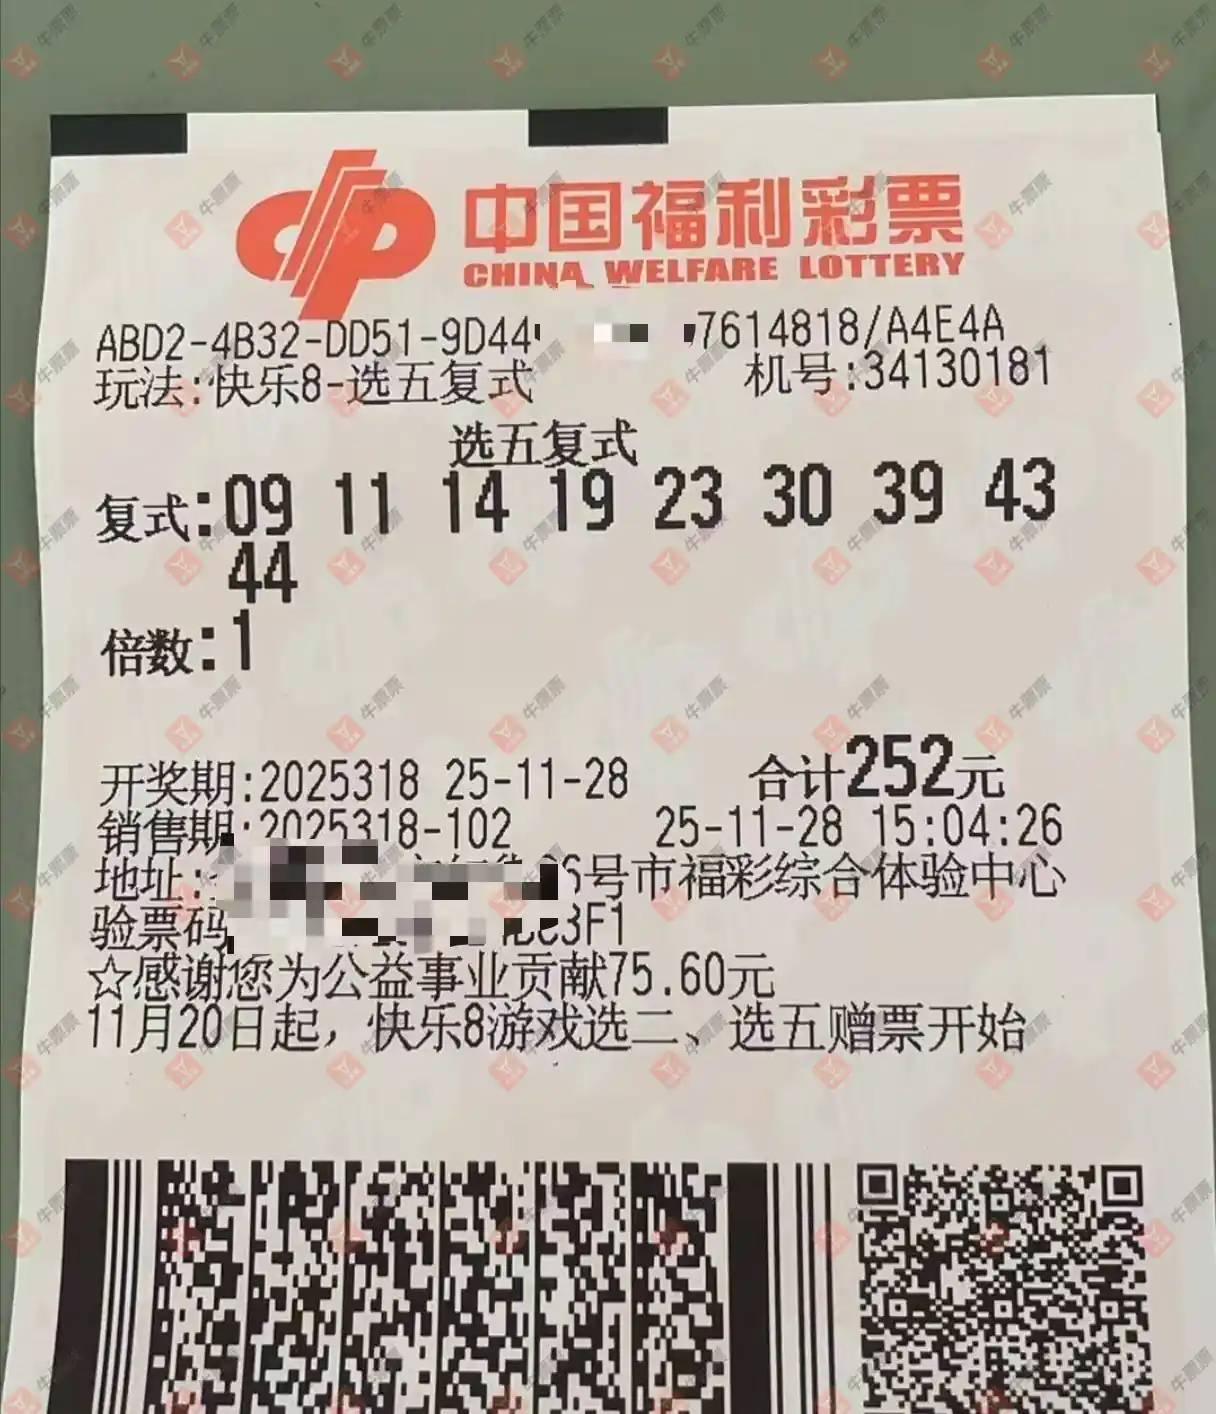 中国福利彩票
CHINA WELFARE LOTTERY
ABD2-4B32-DD51-9D44 7614818/A4E4A
玩法:快乐8-选五复式 机号:34130181
选五复式
复式:09 11 14 19 23 30 39 43
44
倍数:1
开奖期:2025318 25-11-28 合计252元
销售期:2025318-102 25-11-28 15:04:26
地址: 6号市福彩综合体验中心
验票码 3F1
☆感谢您为公益事业贡献75.60元
11月20日起，快乐8游戏选二、选五赠票开始
牛票票